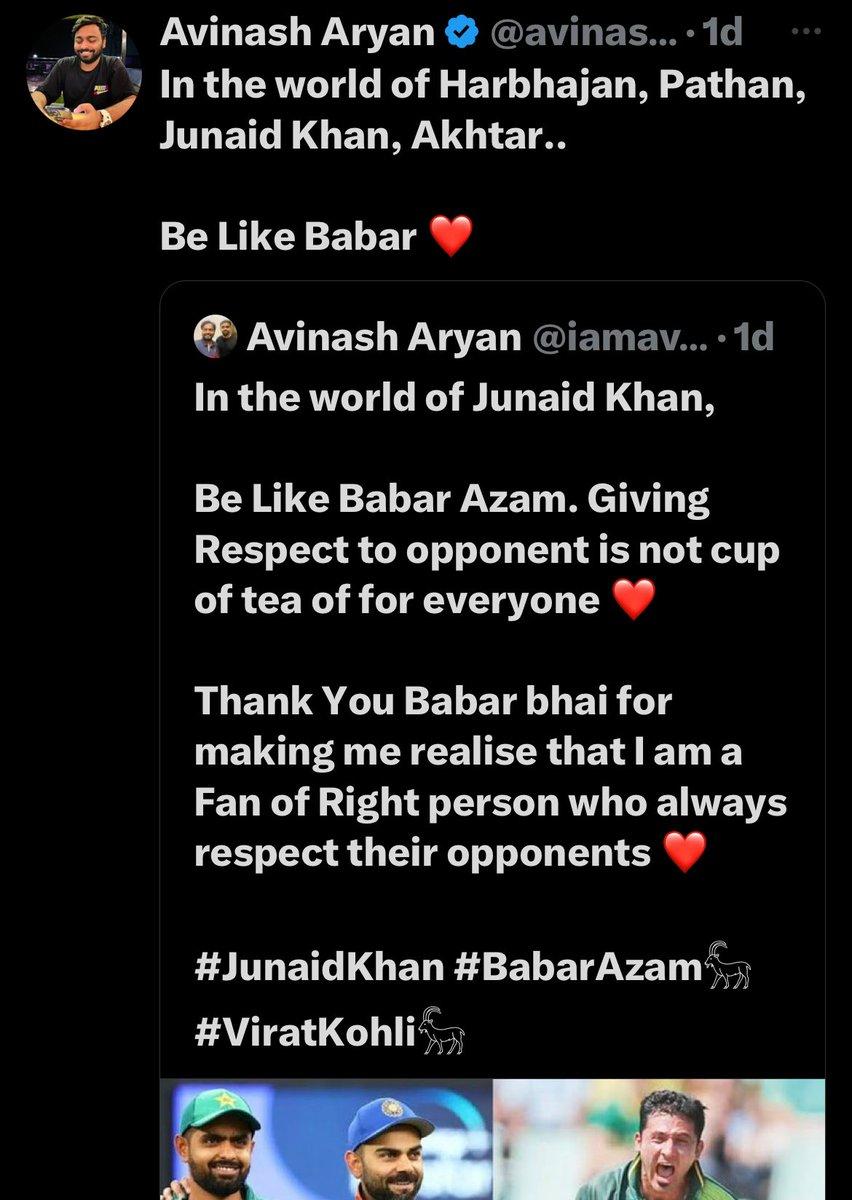 Avinash Aryan @avinas... · 1d
In the world of Harbhajan, Pathan,
Junaid Khan, Akhtar..
Be Like Babar ❤️
Avinash Aryan @iamav... · 1d
In the world of Junaid Khan,
Be Like Babar Azam. Giving
Respect to opponent is not cup
of tea of for everyone ❤️
Thank You Babar bhai for
making me realise that I am a
Fan of Right person who always
respect their opponents ❤️
#JunaidKhan #BabarAzam🐐
#ViratKohli🐐